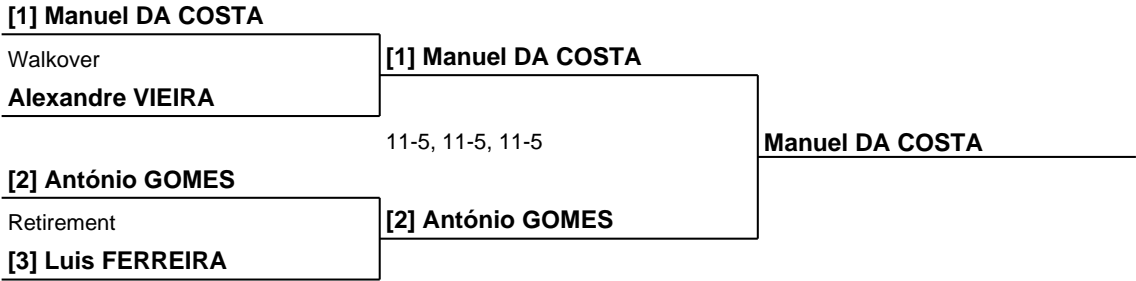 [1] Manuel DA COSTA
Walkover
[1] Manuel DA COSTA
Alexandre VIEIRA
11-5, 11-5, 11-5
Manuel DA COSTA
[2] António GOMES
Retirement
[2] António GOMES
[3] Luis FERREIRA